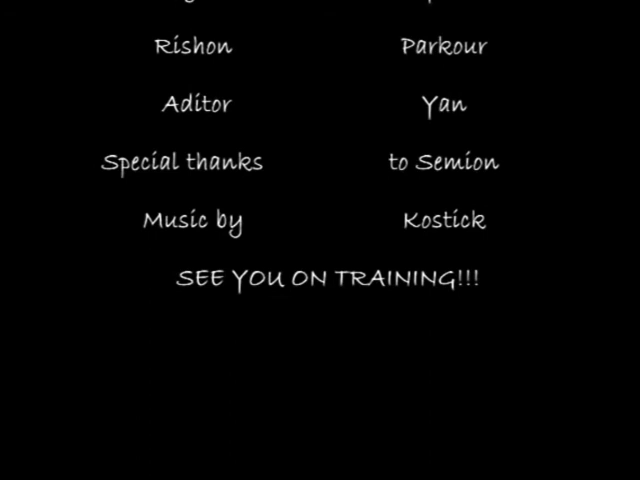 Rishon Parkour
Aditor Yan
Special thanks to Semion
Music by Kostick
SEE YOU ON TRAINING!!!